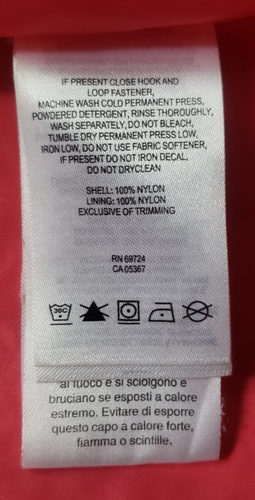 IF PRESENT CLOSE HOOK AND
LOOP FASTENER,
MACHINE WASH COLD PERMANENT PRESS,
POWDERED DETERGENT, RINSE THOROUGHLY,
WASH SEPARATELY, DO NOT BLEACH,
TUMBLE DRY PERMANENT PRESS LOW,
IRON LOW, DO NOT USE FABRIC SOFTENER,
IF PRESENT DO NOT IRON DECAL,
DO NOT DRYCLEAN
SHELL: 100% NYLON
LINING: 100% NYLON
EXCLUSIVE OF TRIMMING
RN 69724
CA 05367
30C
al fuoco e si sciolgono e
bruciano se esposti a calore
estremo. Evitare di esporre
questo capo a calore forte,
fiamma o scintille.